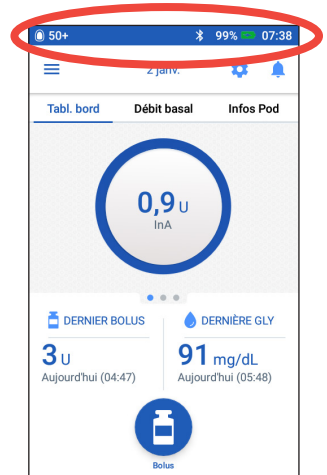 50+ 99% 07:38
2 janv.
Tabl. bord Débit basal Infos Pod
0,9 U
InA
DERNIER BOLUS DERNIÈRE GLY
3 U 91 mg/dL
Aujourd'hui (04:47) Aujourd'hui (05:48)
Bolus